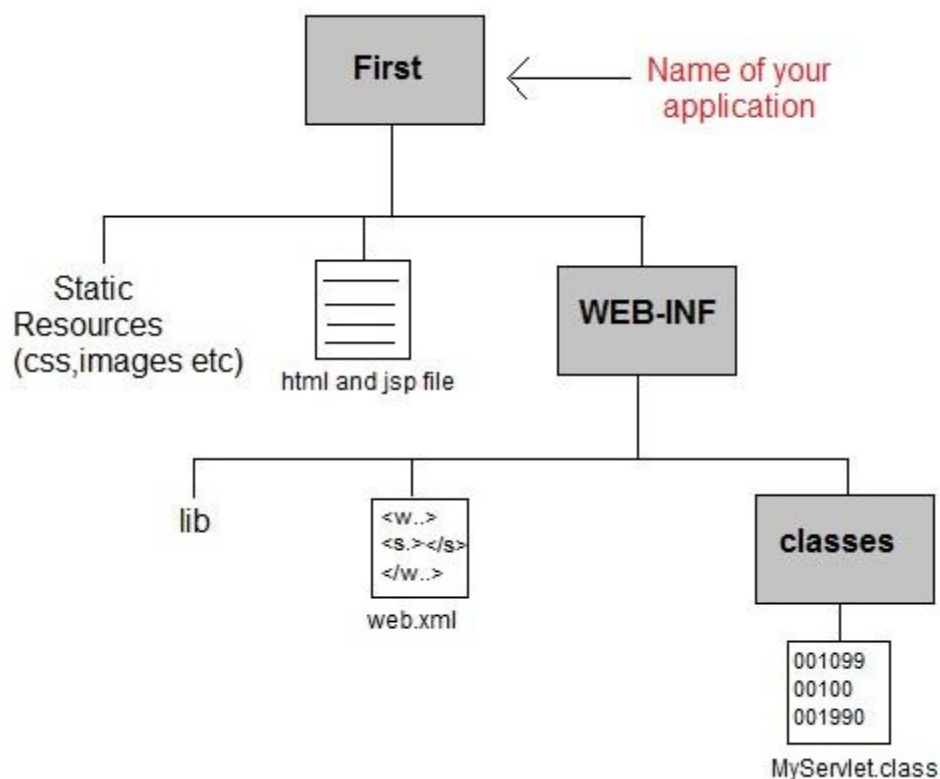 First
Name of your
application
Static
Resources
(css,images etc)
html and jsp file
WEB-INF
lib
<w..>
<s.></s>
</w..>
web.xml
classes
001099
00100
001990
MyServlet.class